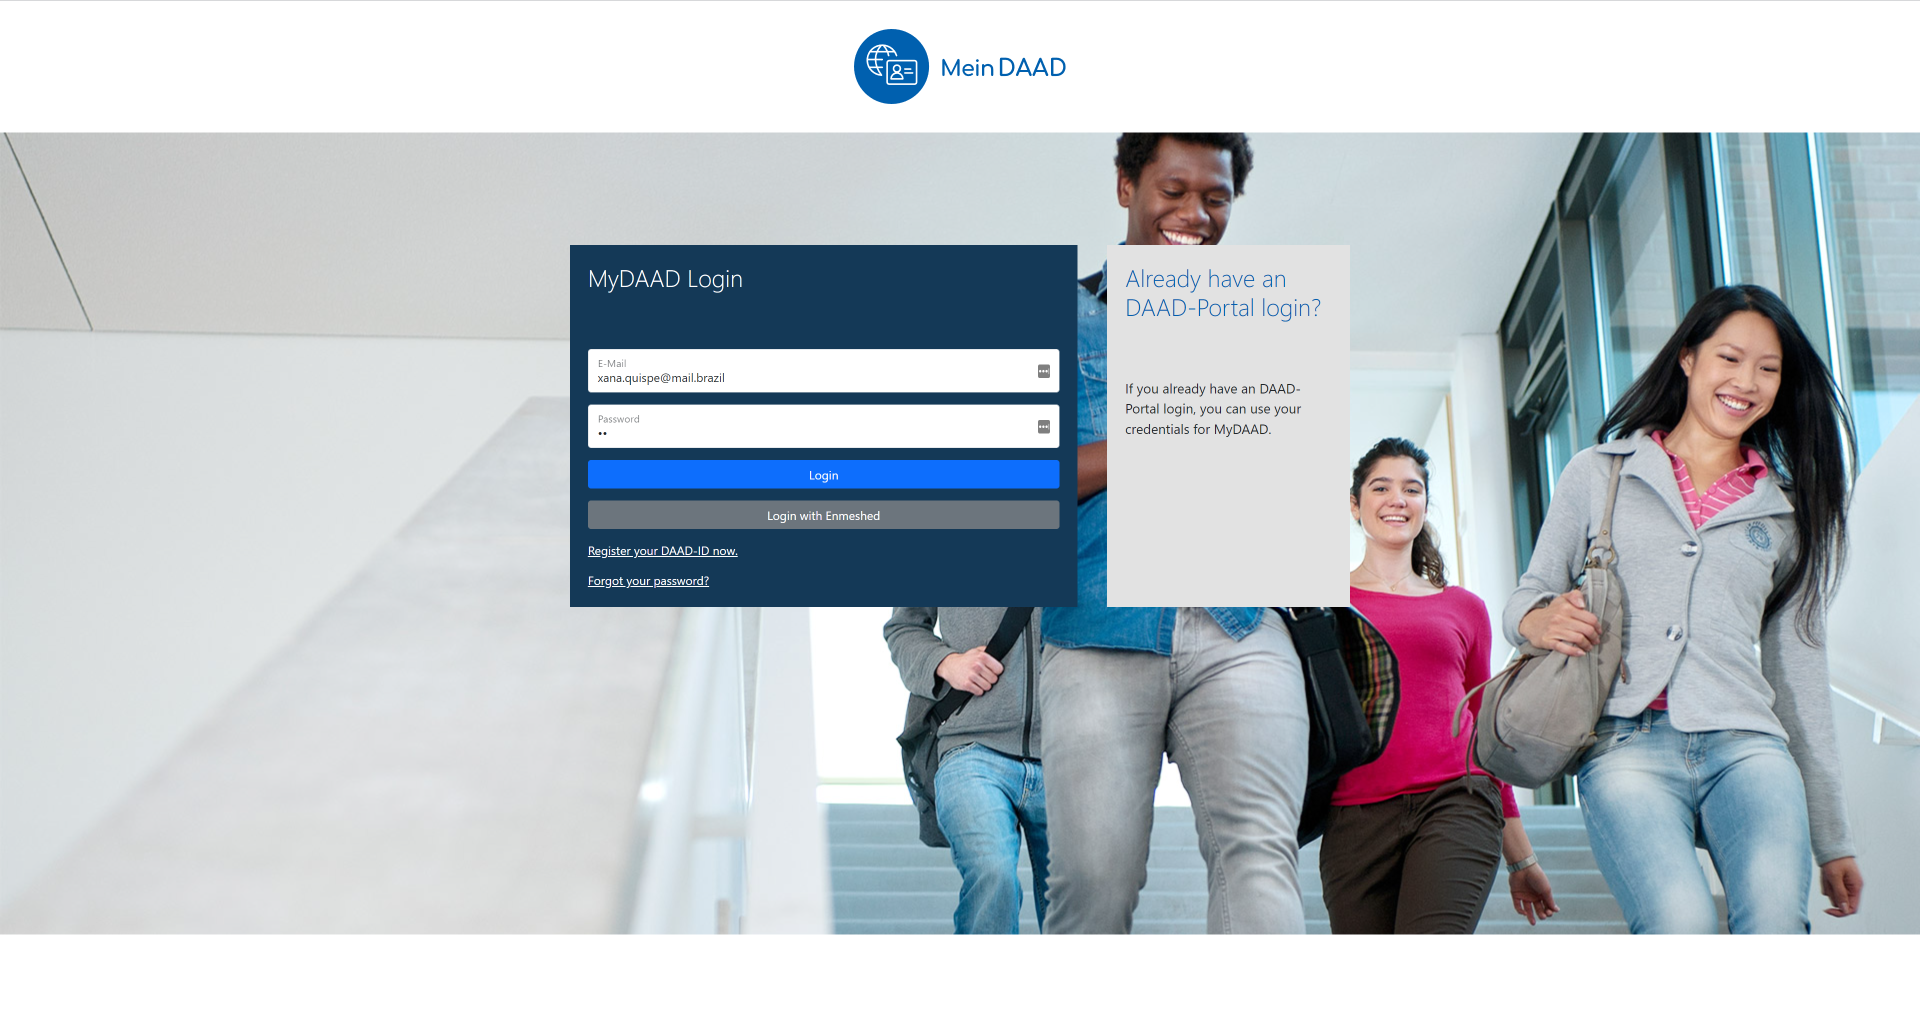 Mein DAAD
MyDAAD Login
E-Mail
xana.quispe@mail.brazil
Password
••
Login
Login with Enmeshed
Register your DAAD-ID now.
Forgot your password?
Already have an
DAAD-Portal login?
If you already have an DAAD-
Portal login, you can use your
credentials for MyDAAD.